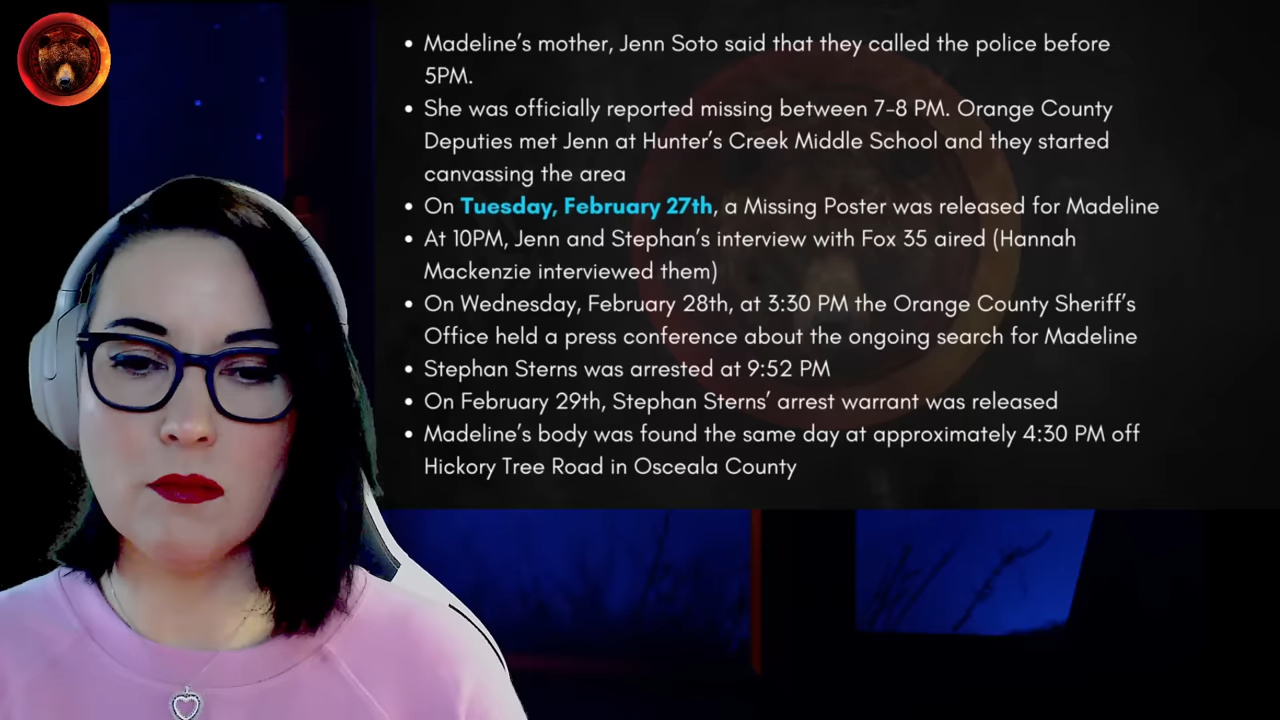 • Madeline's mother, Jenn Soto said that they called the police before
5PM.
• She was officially reported missing between 7-8 PM. Orange County
Deputies met Jenn at Hunter's Creek Middle School and they started
canvassing the area
• On Tuesday, February 27th, a Missing Poster was released for Madeline
• At 10PM, Jenn and Stephan's interview with Fox 35 aired (Hannah
Mackenzie interviewed them)
• On Wednesday, February 28th, at 3:30 PM the Orange County Sheriff's
Office held a press conference about the ongoing search for Madeline
• Stephan Sterns was arrested at 9:52 PM
• On February 29th, Stephan Sterns' arrest warrant was released
• Madeline's body was found the same day at approximately 4:30 PM off
Hickory Tree Road in Osceala County